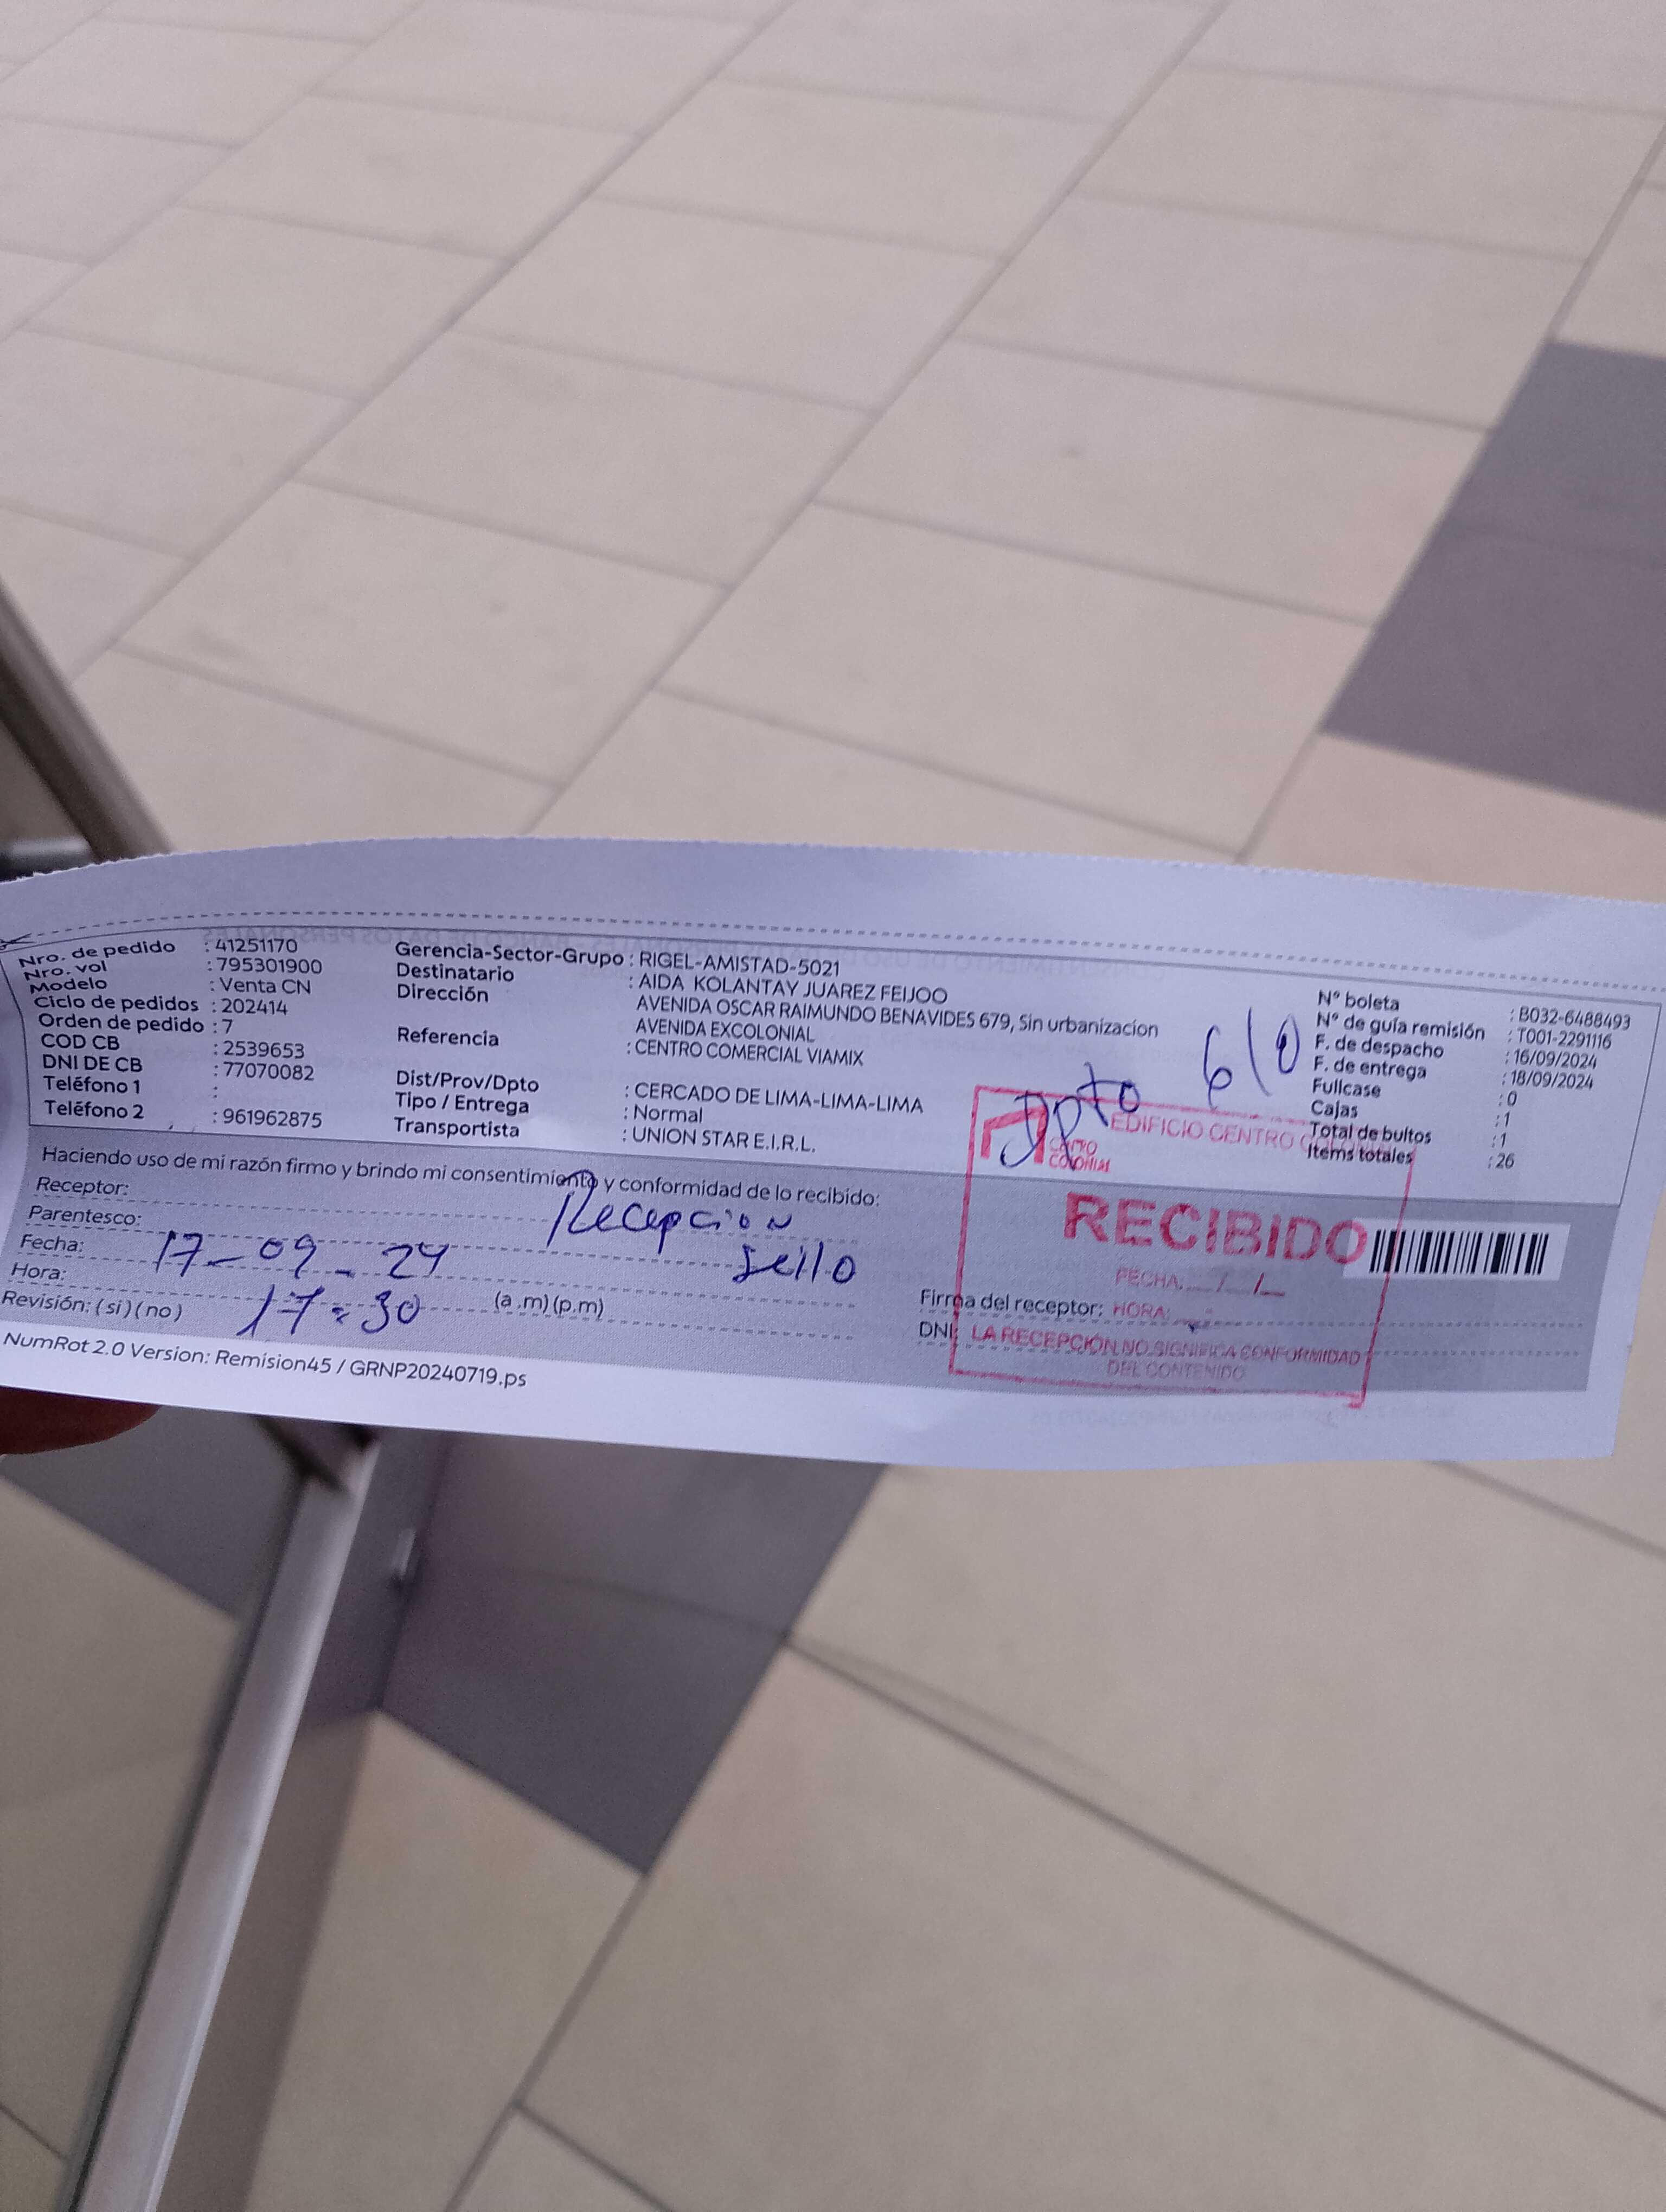 Nro. de pedido : 41251170
Nro. vol : 795301900
Modelo : Venta CN
Ciclo de pedidos : 202414
Orden de pedido : 7
COD CB : 2539653
DNI DE CB : 77070082
Teléfono 1 :
Teléfono 2 : 961962875
Gerencia-Sector-Grupo : RIGEL-AMISTAD-5021
Destinatario : AIDA KOLANTAY JUAREZ FEIJOO
Dirección AVENIDA OSCAR RAIMUNDO BENAVIDES 679, Sin urbanizacion
AVENIDA EXCOLONIAL
Referencia : CENTRO COMERCIAL VIAMIX
Dist/Prov/Dpto : CERCADO DE LIMA-LIMA-LIMA
Tipo / Entrega : Normal
Transportista : UNION STAR E.I.R.L.
N° boleta : B032-6488493
N° de guía remisión : T001-2291116
F. de despacho : 16/09/2024
F. de entrega : 18/09/2024
Fullcase : 0
Cajas : 1
Total de bultos : 1
Items totales : 26
Dpto 610
Haciendo uso de mi razón firmo y brindo mi consentimiento y conformidad de lo recibido:
Receptor:
Recepcion
Parentesco:
sello
Fecha: 17-09-24
Hora: 17:30 (a.m) (p.m)
Revisión: (si) (no)
EDIFICIO CENTRO
CENTRO
COLONIAL
RECIBIDO
FECHA: / /
Firma del receptor: HORA:
DNI: LA RECEPCIÓN NO SIGNIFICA CONFORMIDAD
DEL CONTENIDO
NumRot 2.0 Version: Remision45 / GRNP20240719.ps